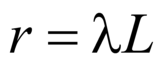 r = λL